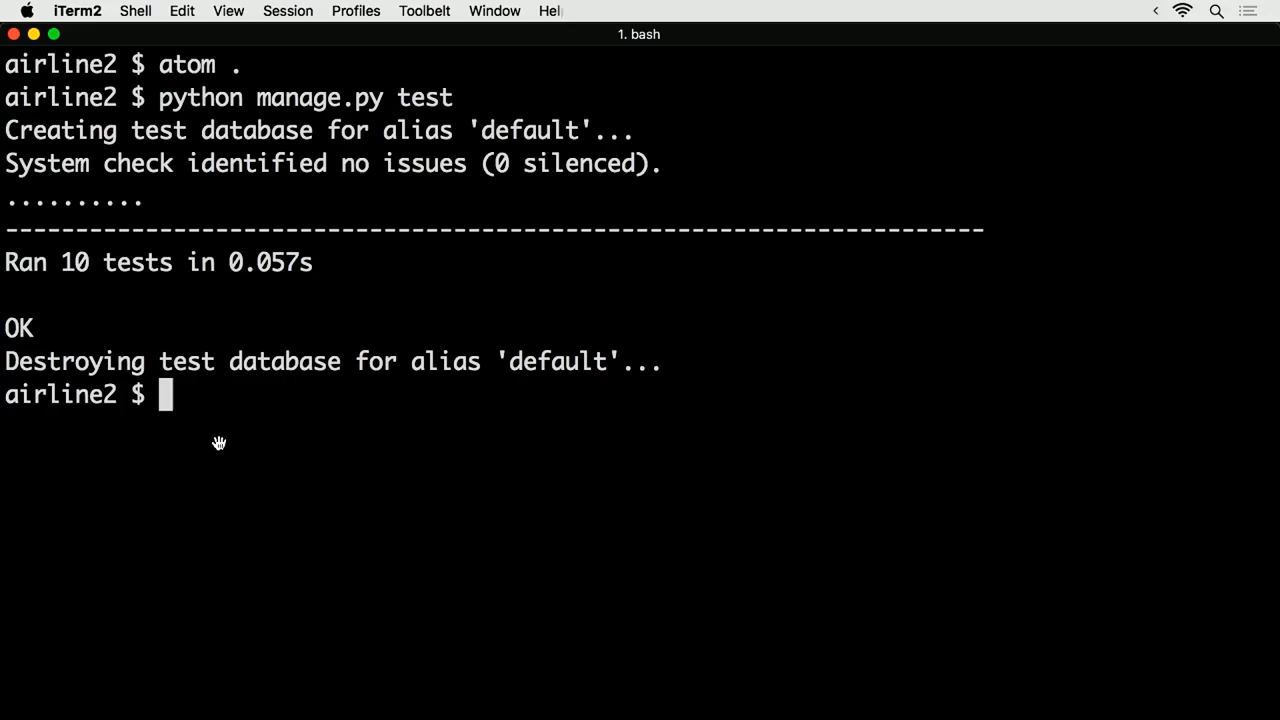 iTerm2 Shell Edit View Session Profiles Toolbelt Window Hel
1. bash
airline2 $ atom .
airline2 $ python manage.py test
Creating test database for alias 'default'...
System check identified no issues (0 silenced).
..........
----------------------------------------------------------------------
Ran 10 tests in 0.057s
OK
Destroying test database for alias 'default'...
airline2 $